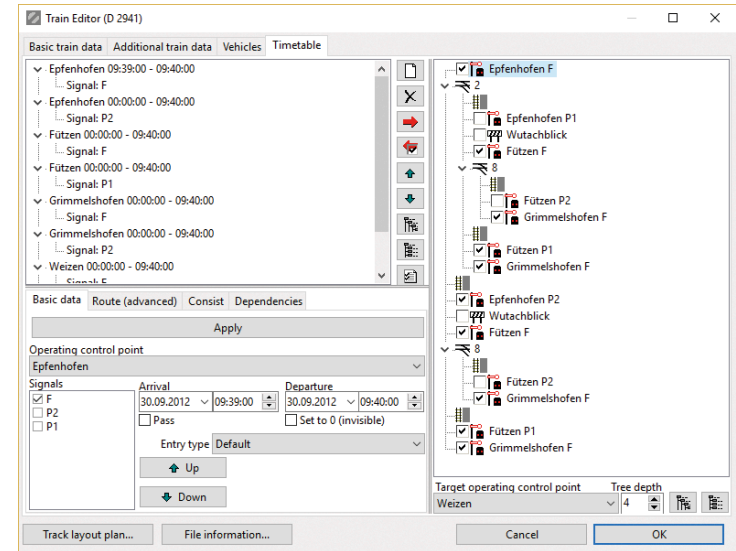 Train Editor (D 2941)
Basic train data Additional train data Vehicles Timetable
Epfenhofen 09:39:00 - 09:40:00
Signal: F
Epfenhofen 00:00:00 - 09:40:00
Signal: P2
Fützen 00:00:00 - 09:40:00
Signal: F
Fützen 00:00:00 - 09:40:00
Signal: P1
Grimmelshofen 00:00:00 - 09:40:00
Signal: F
Grimmelshofen 00:00:00 - 09:40:00
Signal: P2
Weizen 00:00:00 - 09:40:00
Signal: F
Basic data Route (advanced) Consist Dependencies
Apply
Operating control point
Epfenhofen
Signals
F
P2
P1
Arrival
30.09.2012 09:39:00
Pass
Departure
30.09.2012 09:40:00
Set to 0 (invisible)
Entry type Default
Up
Down
Epfenhofen F
2
Epfenhofen P1
Wutachblick
Fützen F
8
Fützen P2
Grimmelshofen F
Fützen P1
Grimmelshofen F
Epfenhofen P2
Wutachblick
Fützen F
8
Fützen P2
Grimmelshofen F
Fützen P1
Grimmelshofen F
Target operating control point Tree depth
Weizen 4
Track layout plan... File information... Cancel OK